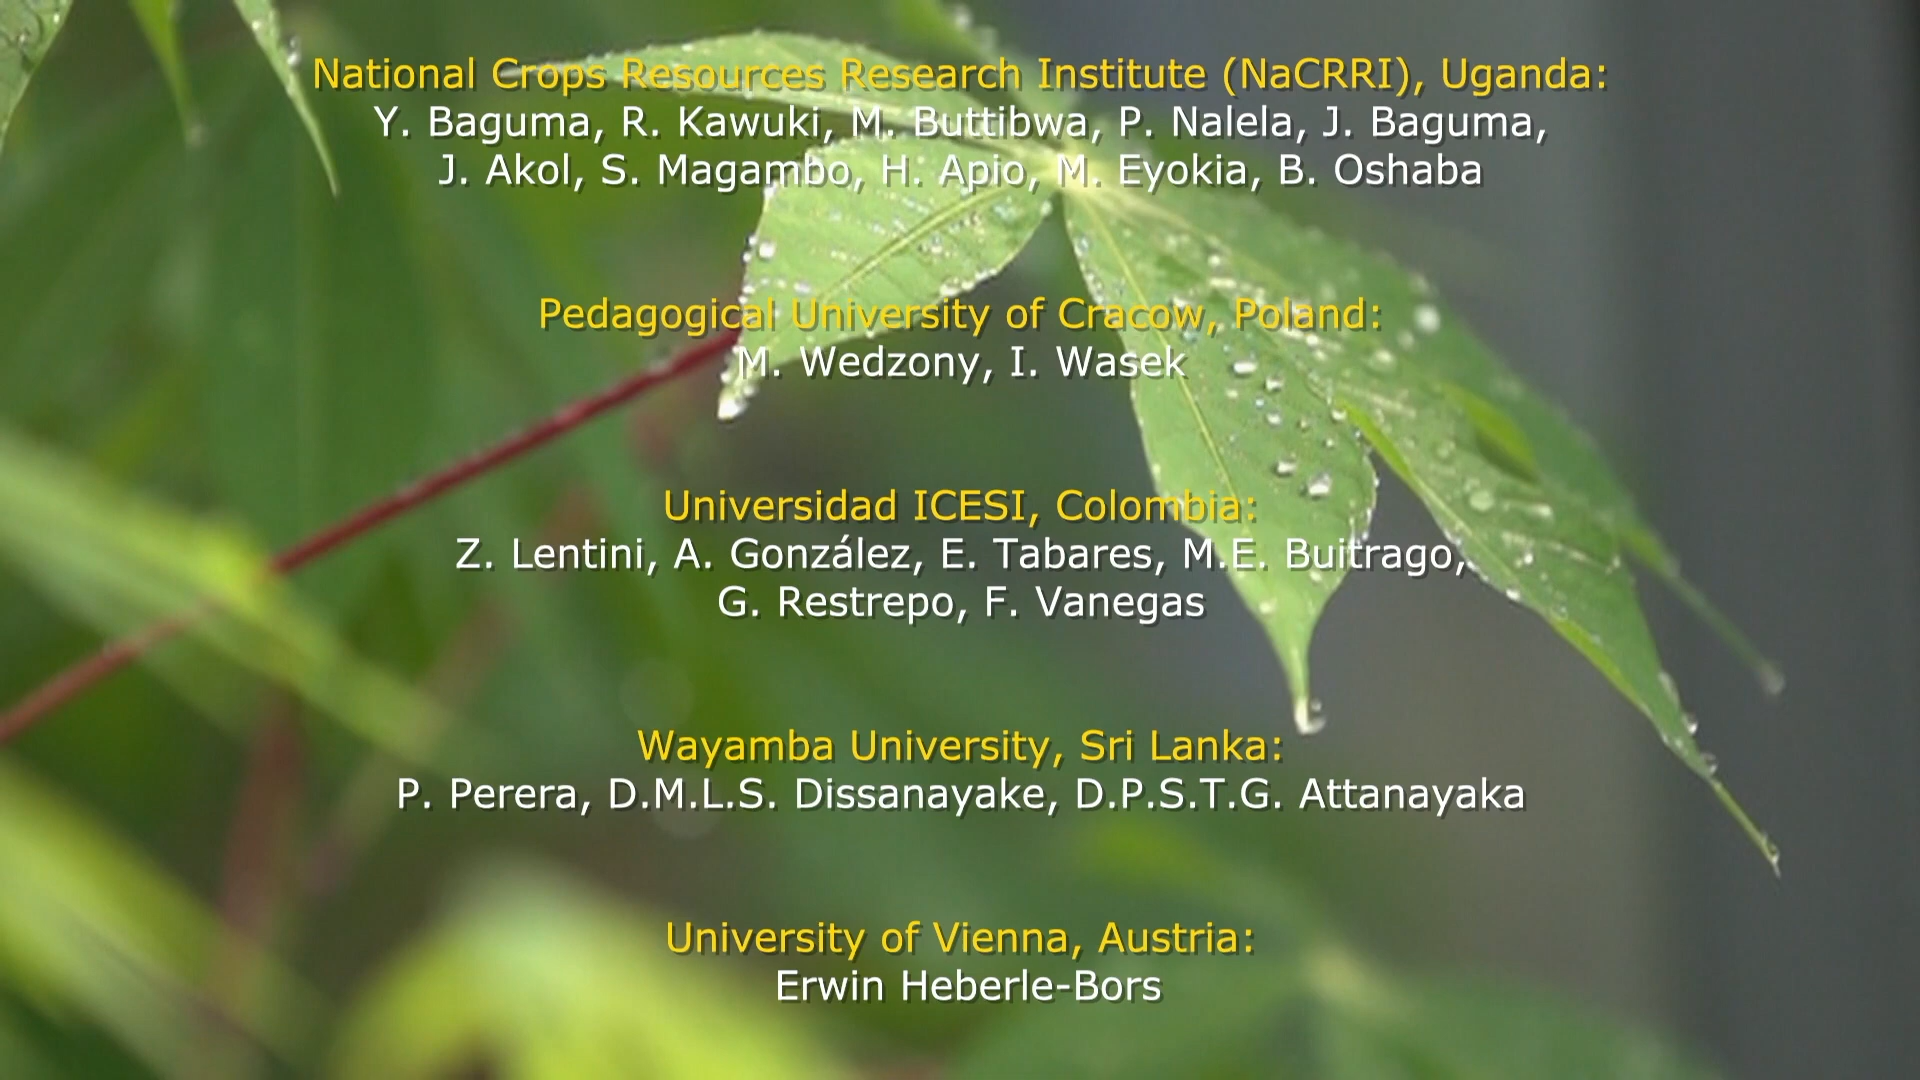 National Crops Resources Research Institute (NaCRRI), Uganda:
Y. Baguma, R. Kawuki, M. Buttibwa, P. Nalela, J. Baguma,
J. Akol, S. Magambo, H. Apio, M. Eyokia, B. Oshaba
Pedagogical University of Cracow, Poland:
M. Wedzony, I. Wasek
Universidad ICESI, Colombia:
Z. Lentini, A. González, E. Tabares, M.E. Buitrago,
G. Restrepo, F. Vanegas
Wayamba University, Sri Lanka:
P. Perera, D.M.L.S. Dissanayake, D.P.S.T.G. Attanayaka
University of Vienna, Austria:
Erwin Heberle-Bors